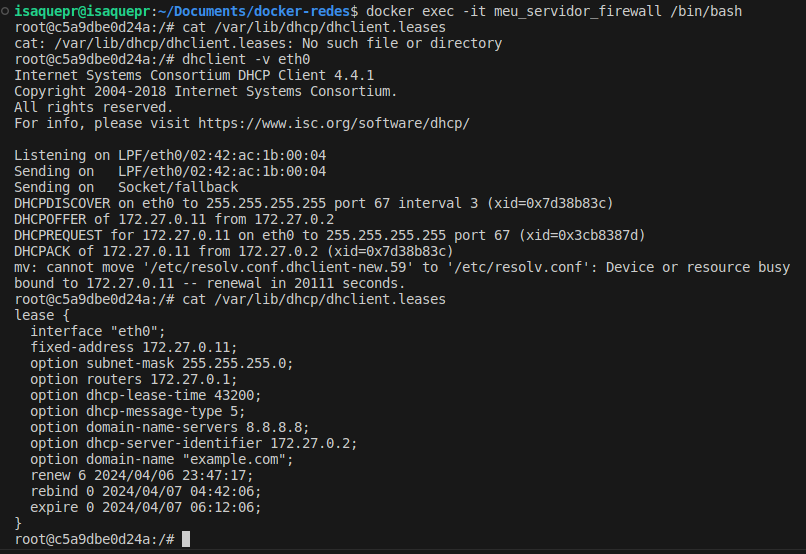 isaquepr@isaquepr:~/Documents/docker-redes$ docker exec -it meu_servidor_firewall /bin/bash
root@c5a9dbe0d24a:/# cat /var/lib/dhcp/dhclient.leases
cat: /var/lib/dhcp/dhclient.leases: No such file or directory
root@c5a9dbe0d24a:/# dhclient -v eth0
Internet Systems Consortium DHCP Client 4.4.1
Copyright 2004-2018 Internet Systems Consortium.
All rights reserved.
For info, please visit https://www.isc.org/software/dhcp/

Listening on LPF/eth0/02:42:ac:1b:00:04
Sending on   LPF/eth0/02:42:ac:1b:00:04
Sending on   Socket/fallback
DHCPDISCOVER on eth0 to 255.255.255.255 port 67 interval 3 (xid=0x7d38b83c)
DHCPOFFER of 172.27.0.11 from 172.27.0.2
DHCPREQUEST for 172.27.0.11 on eth0 to 255.255.255.255 port 67 (xid=0x3cb8387d)
DHCPACK of 172.27.0.11 from 172.27.0.2 (xid=0x7d38b83c)
mv: cannot move '/etc/resolv.conf.dhclient-new.59' to '/etc/resolv.conf': Device or resource busy
bound to 172.27.0.11 -- renewal in 20111 seconds.
root@c5a9dbe0d24a:/# cat /var/lib/dhcp/dhclient.leases
lease {
  interface "eth0";
  fixed-address 172.27.0.11;
  option subnet-mask 255.255.255.0;
  option routers 172.27.0.1;
  option dhcp-lease-time 43200;
  option dhcp-message-type 5;
  option domain-name-servers 8.8.8.8;
  option dhcp-server-identifier 172.27.0.2;
  option domain-name "example.com";
  renew 6 2024/04/06 23:47:17;
  rebind 0 2024/04/07 04:42:06;
  expire 0 2024/04/07 06:12:06;
}
root@c5a9dbe0d24a:/#